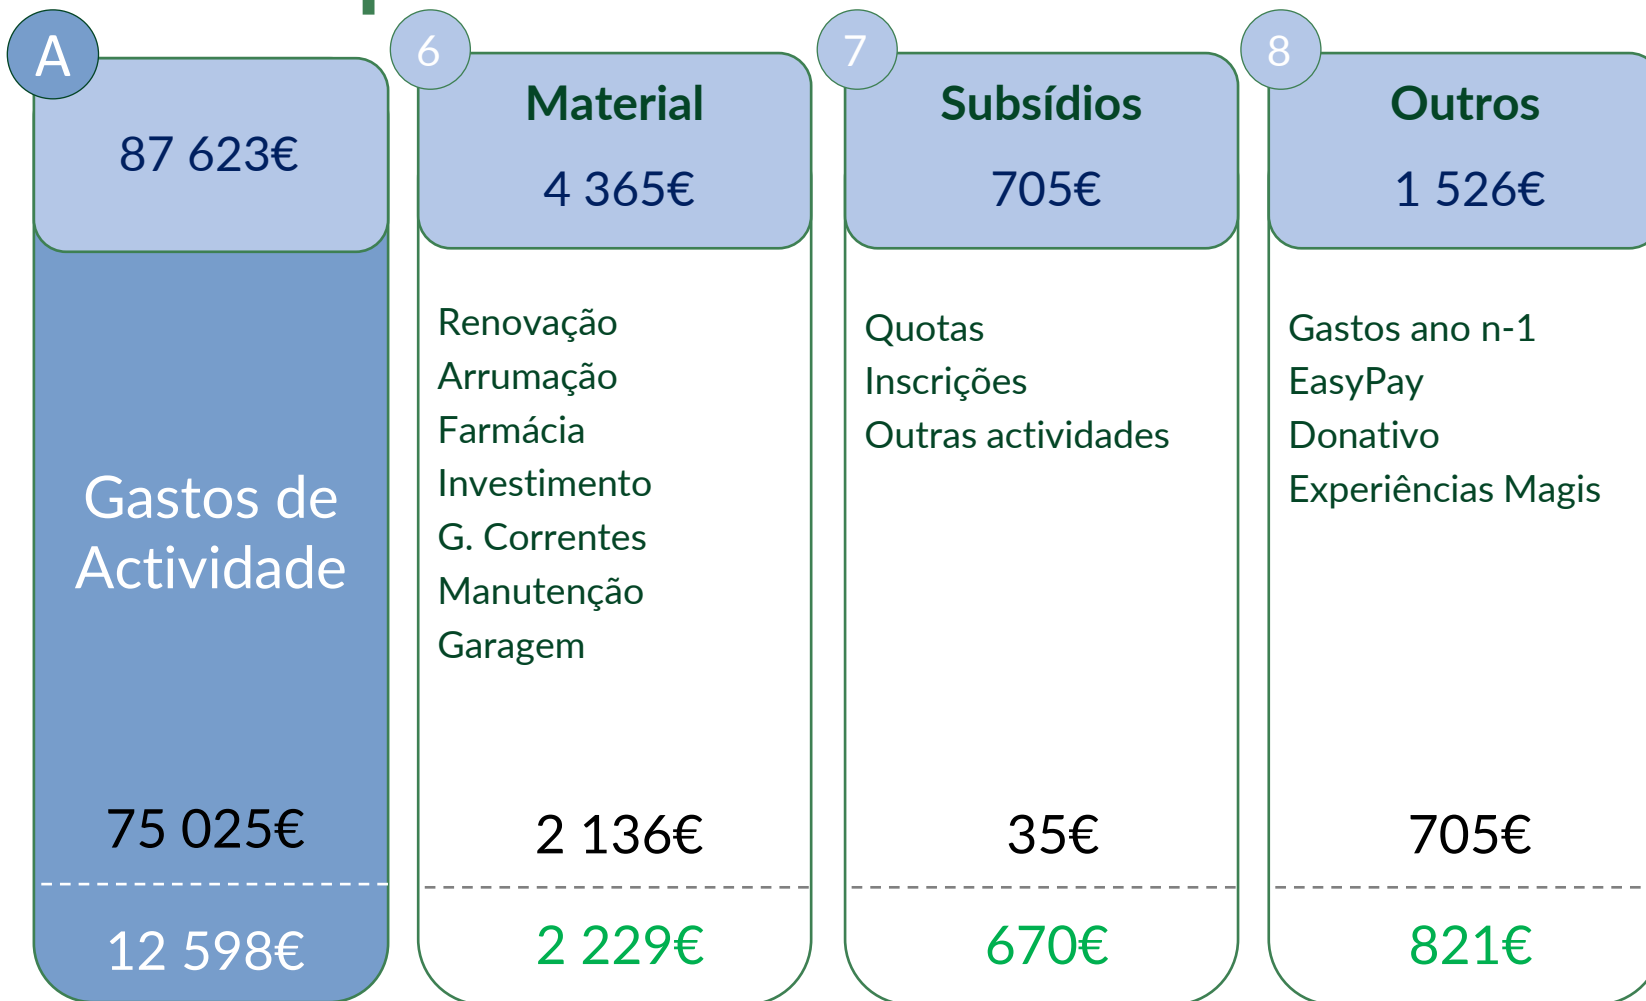 A
87 623€
Gastos de
Actividade
75 025€
12 598€
6
Material
4 365€
Renovação
Arrumação
Farmácia
Investimento
G. Correntes
Manutenção
Garagem
2 136€
2 229€
7
Subsídios
705€
Quotas
Inscrições
Outras actividades
35€
670€
8
Outros
1 526€
Gastos ano n-1
EasyPay
Donativo
Experiências Magis
705€
821€